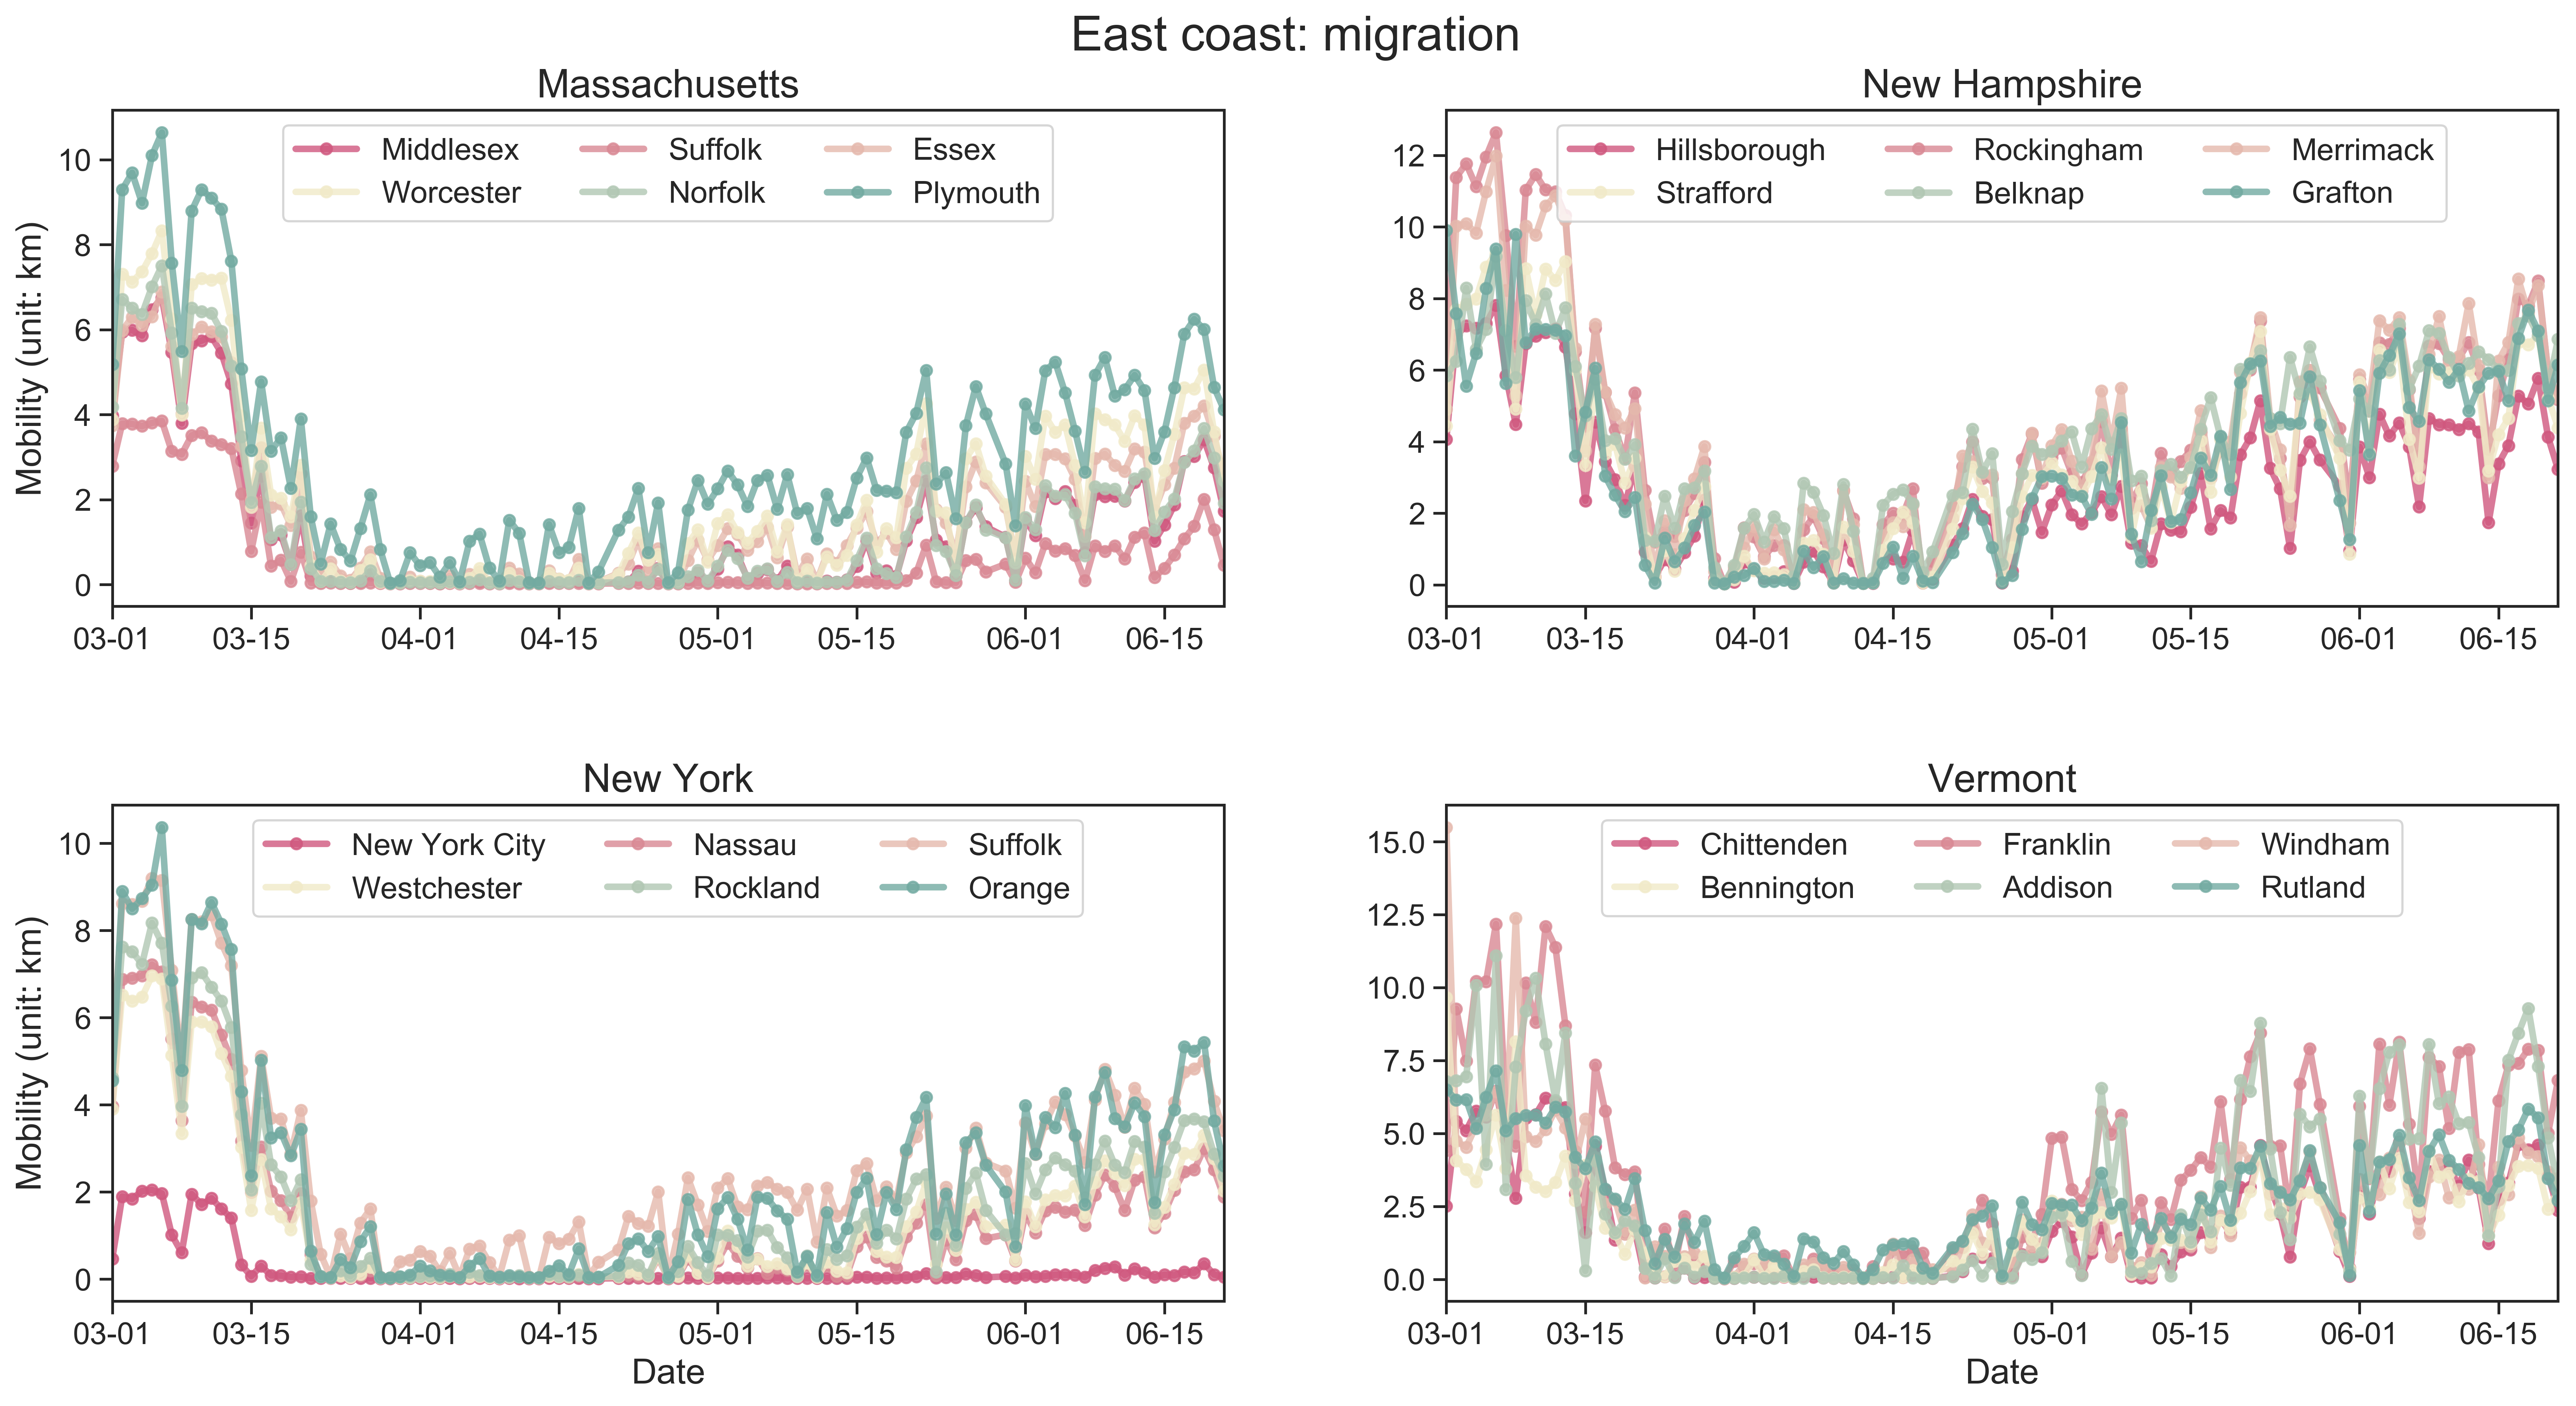 East coast: migration
Massachusetts
Mobility (unit: km)
10
8
6
4
2
0
Middlesex Suffolk Essex
Worcester Norfolk Plymouth
03-01 03-15 04-01 04-15 05-01 05-15 06-01 06-15
New Hampshire
12
10
8
6
4
2
0
Hillsborough Rockingham Merrimack
Strafford Belknap Grafton
03-01 03-15 04-01 04-15 05-01 05-15 06-01 06-15
New York
Mobility (unit: km)
10
8
6
4
2
0
New York City Nassau Suffolk
Westchester Rockland Orange
03-01 03-15 04-01 04-15 05-01 05-15 06-01 06-15
Date
Vermont
15.0
12.5
10.0
7.5
5.0
2.5
0.0
Chittenden Franklin Windham
Bennington Addison Rutland
03-01 03-15 04-01 04-15 05-01 05-15 06-01 06-15
Date